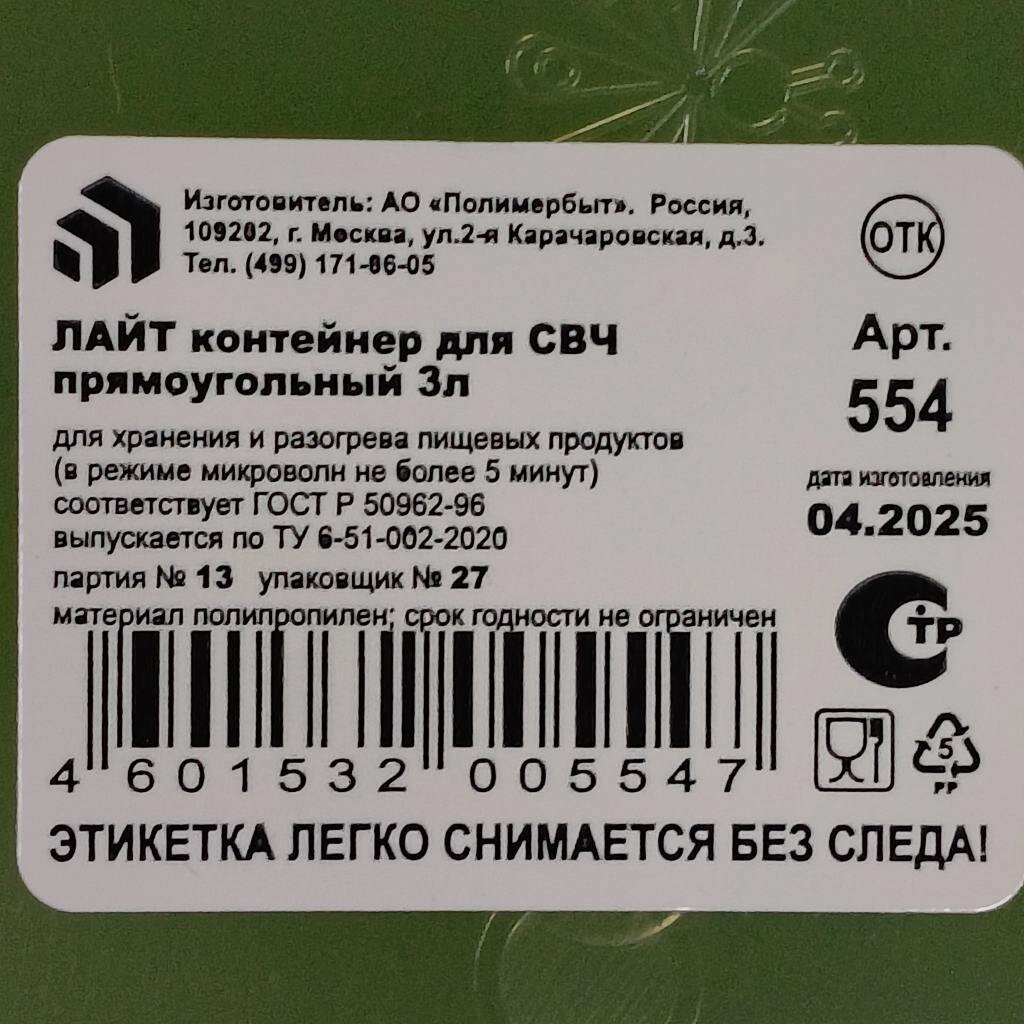 Изготовитель: АО «Полимербыт». Россия,
109202, г. Москва, ул.2-я Карачаровская, д.3.
Тел. (499) 171-86-05
ОТК
ЛАЙТ контейнер для СВЧ
прямоугольный 3л
Арт.
554
для хранения и разогрева пищевых продуктов
(в режиме микроволн не более 5 минут)
соответствует ГОСТ Р 50962-96
выпускается по ТУ 6-51-002-2020
дата изготовления
04.2025
партия № 13 упаковщик № 27
материал полипропилен; срок годности не ограничен
СТР
4 601532 005547
5
PP
ЭТИКЕТКА ЛЕГКО СНИМАЕТСЯ БЕЗ СЛЕДА!